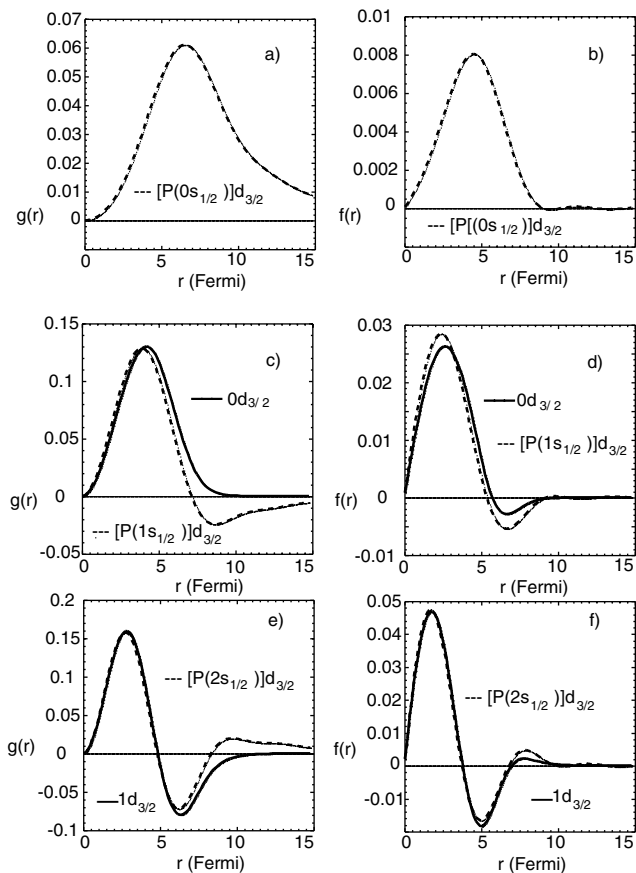 0.07
0.06
0.05
0.04
0.03
0.02
0.01
0
-0.01
a)
--- [P(0s1/2 )]d3/2
g(r)
0 5 10 15
r (Fermi)
0.01
0.008
0.006
0.004
0.002
0
b)
--- [P[(0s1/2 )]d3/2
f(r)
0 5 10 15
r (Fermi)
0.15
0.1
0.05
0
-0.05
c)
0d3/ 2
--- [P(1s1/2 )]d3/2
g(r)
0 5 10 15
r (Fermi)
0.03
0.02
0.01
0
-0.01
d)
0d3/ 2
--- [P(1s1/2 )]d3/2
f(r)
0 5 10 15
r (Fermi)
0.2
0.15
0.1
0.05
0
-0.05
-0.1
e)
--- [P(2s1/2 )]d3/2
1d3/2
g(r)
0 5 10 15
r (Fermi)
0.05
0.04
0.03
0.02
0.01
0
-0.01
f)
--- [P(2s1/2 )]d3/2
1d3/2
f(r)
0 5 10 15
r (Fermi)